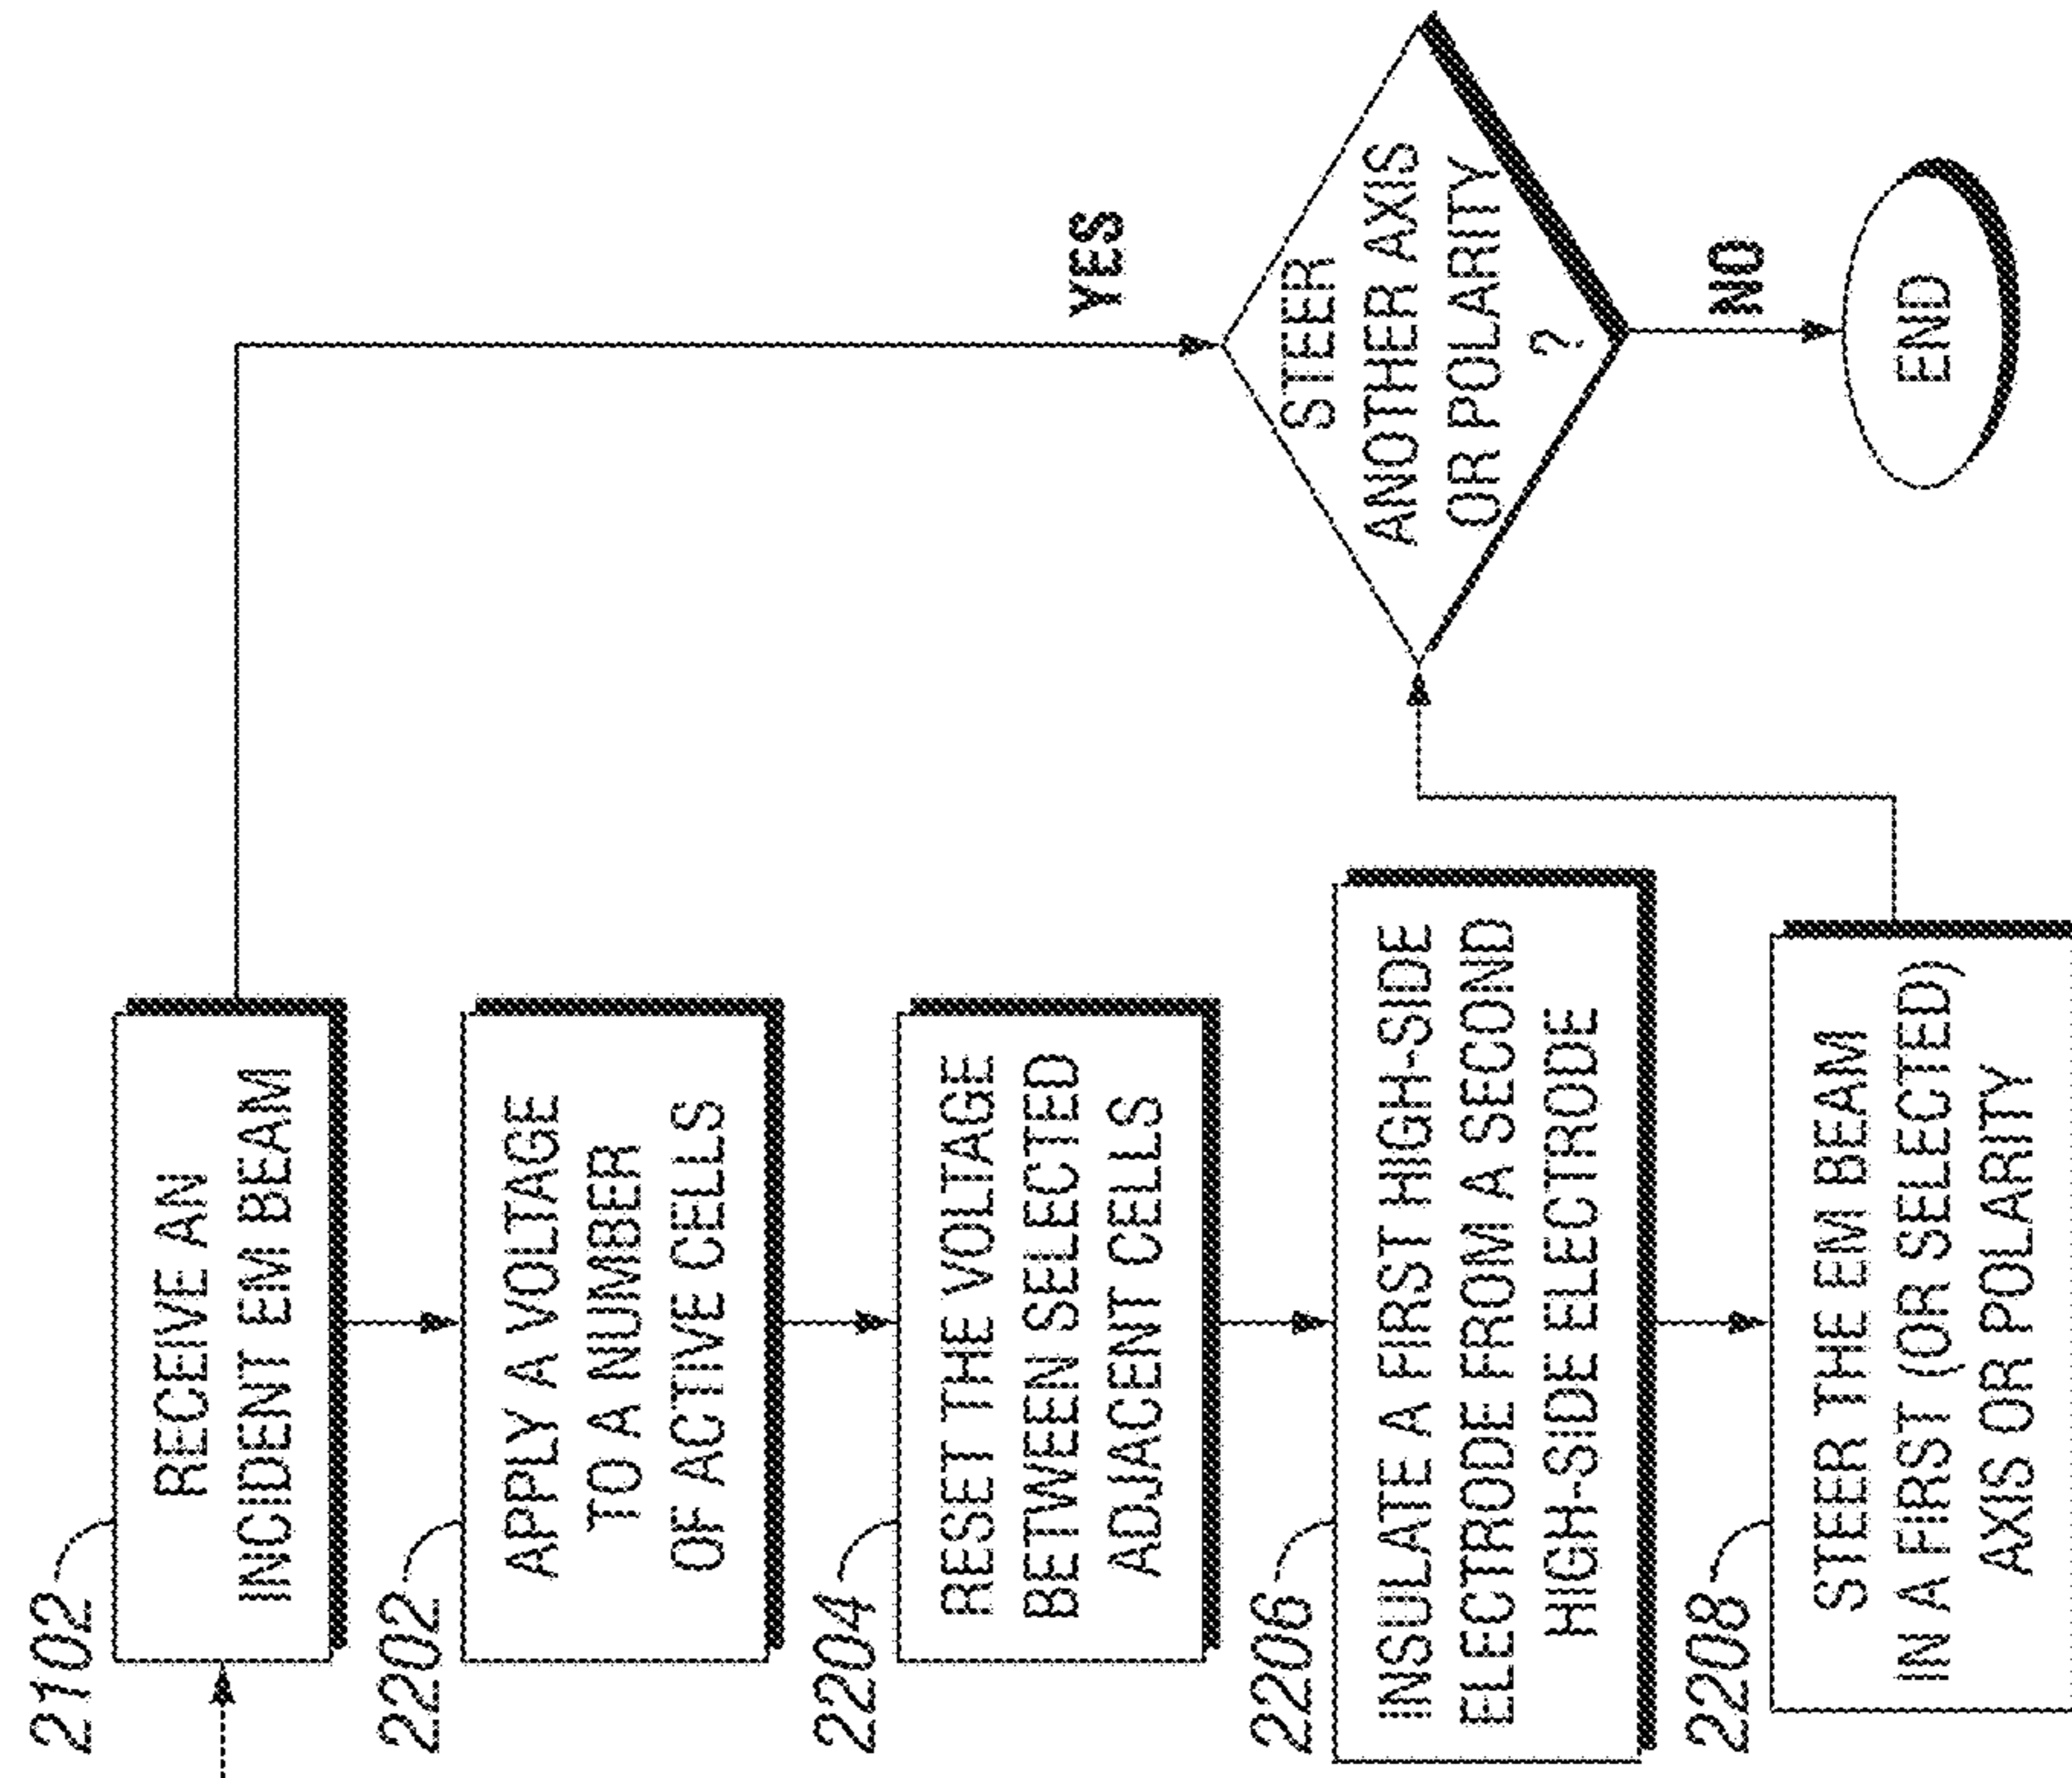 2102
RECEIVE AN
INCIDENT EM BEAM
2202
APPLY A VOLTAGE
TO A NUMBER
OF ACTIVE CELLS
2204
RESET THE VOLTAGE
BETWEEN SELECTED
ADJACENT CELLS
2206
INSULATE A FIRST HIGH-SIDE
ELECTRODE FROM A SECOND
HIGH-SIDE ELECTRODE
2208
STEER THE EM BEAM
IN A FIRST (OR SELECTED)
AXIS OR POLARITY
YES
STEER
ANOTHER AXIS
OR POLARITY
?
NO
END